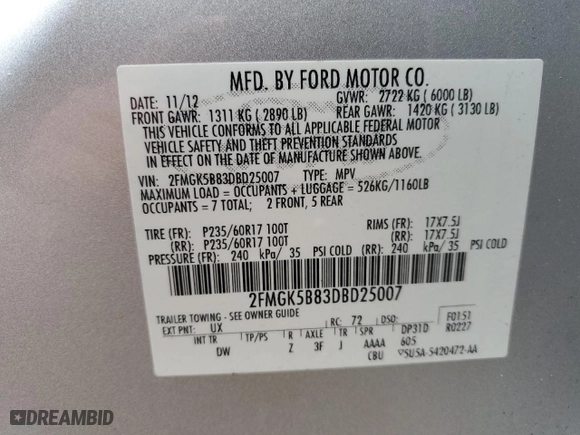 MFD. BY FORD MOTOR CO.
DATE: 11/12 GVWR: 2722 KG ( 6000 LB)
FRONT GAWR: 1311 KG ( 2890 LB) REAR GAWR: 1420 KG ( 3130 LB)
THIS VEHICLE CONFORMS TO ALL APPLICABLE FEDERAL MOTOR
VEHICLE SAFETY AND THEFT PREVENTION STANDARDS
IN EFFECT ON THE DATE OF MANUFACTURE SHOWN ABOVE.
VIN: 2FMGK5B83DBD25007 TYPE: MPV
MAXIMUM LOAD = OCCUPANTS + LUGGAGE = 526KG/1160LB
OCCUPANTS = 7 TOTAL; 2 FRONT, 5 REAR
TIRE (FR): P235/60R17 100T RIMS (FR): 17X7.5J
(RR): P235/60R17 100T (RR): 17X7.5J
PRESSURE (FR): 240 kPa/ 35 PSI COLD (RR): 240 kPa/ 35 PSI COLD
2FMGK5B83DBD25007
TRAILER TOWING - SEE OWNER GUIDE
EXT PNT: UX RC: 72 DSO: F0151
R0227
INT TR TP/PS R AXLE TR SPR DP31D
DW Z 3F J AAAA 605
CBU 5U5A-5420472-AA
DREAMBID